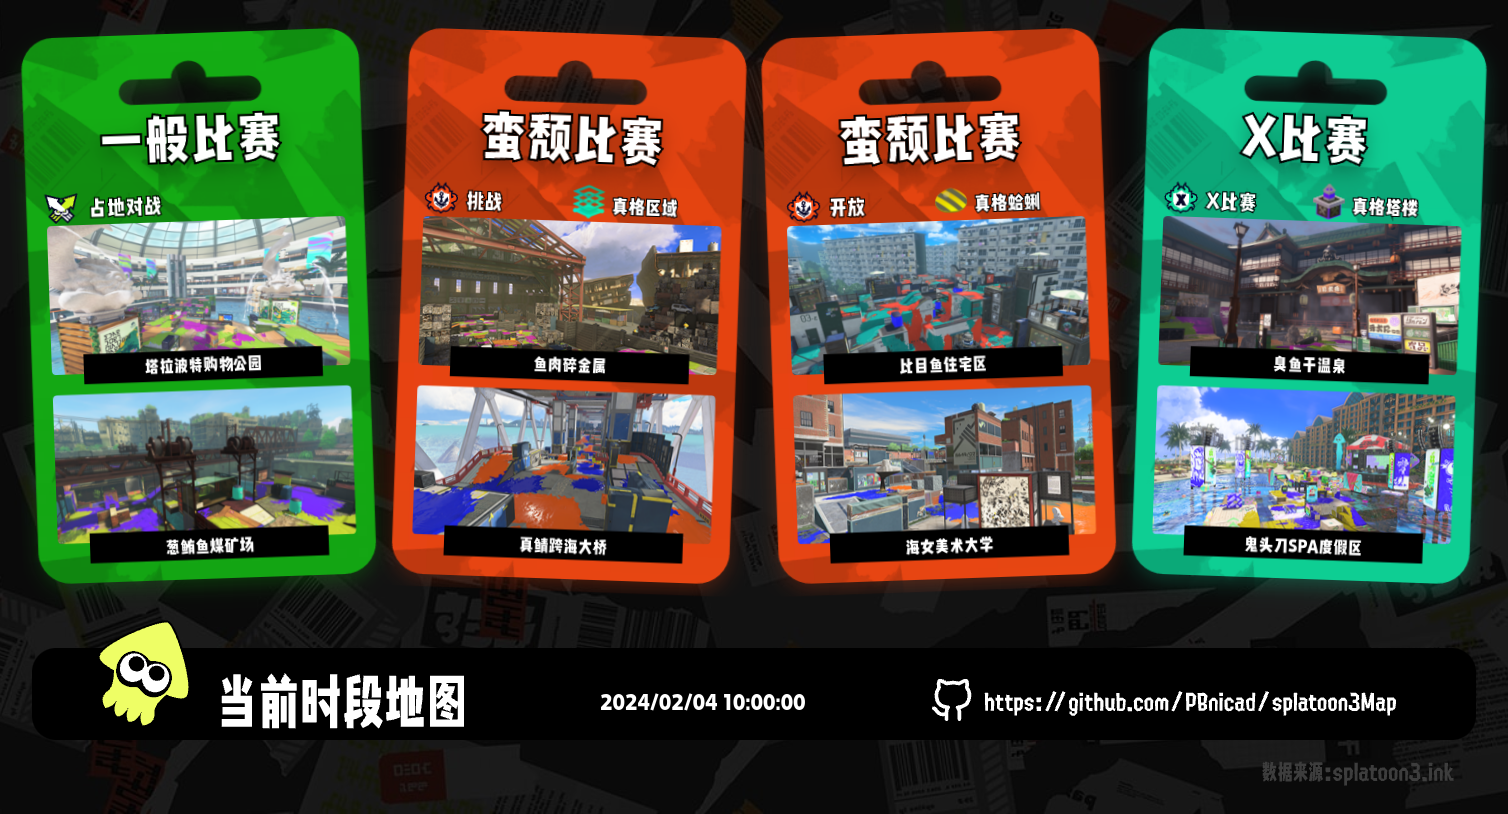 一般比赛
占地对战
塔拉波特购物公园
葱鲔鱼煤矿场
蛮颓比赛
挑战
真格区域
鱼肉碎金属
真鲭跨海大桥
蛮颓比赛
开放
真格蛤蜊
比目鱼住宅区
海女美术大学
X比赛
X比赛
真格塔楼
臭鱼干温泉
鬼头刀SPA度假区
当前时段地图
2024/02/04 10:00:00
https://github.com/PBnicad/splatoon3Map
数据来源:splatoon3.ink